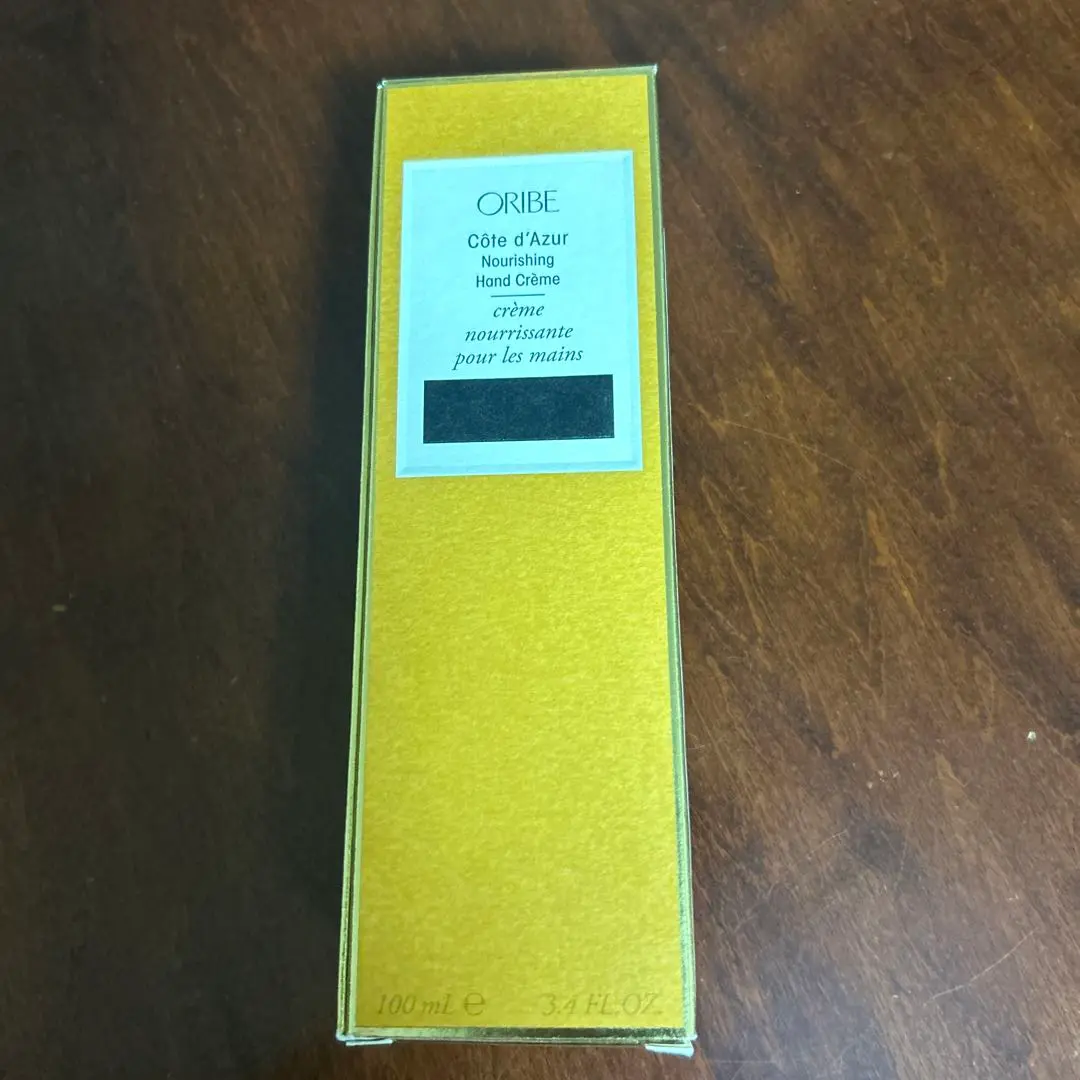 ORIBE
Côte d'Azur
Nourishing
Hand Crème
crème
nourrissante
pour les mains
100 mL ℮ 3.4 FL.OZ.